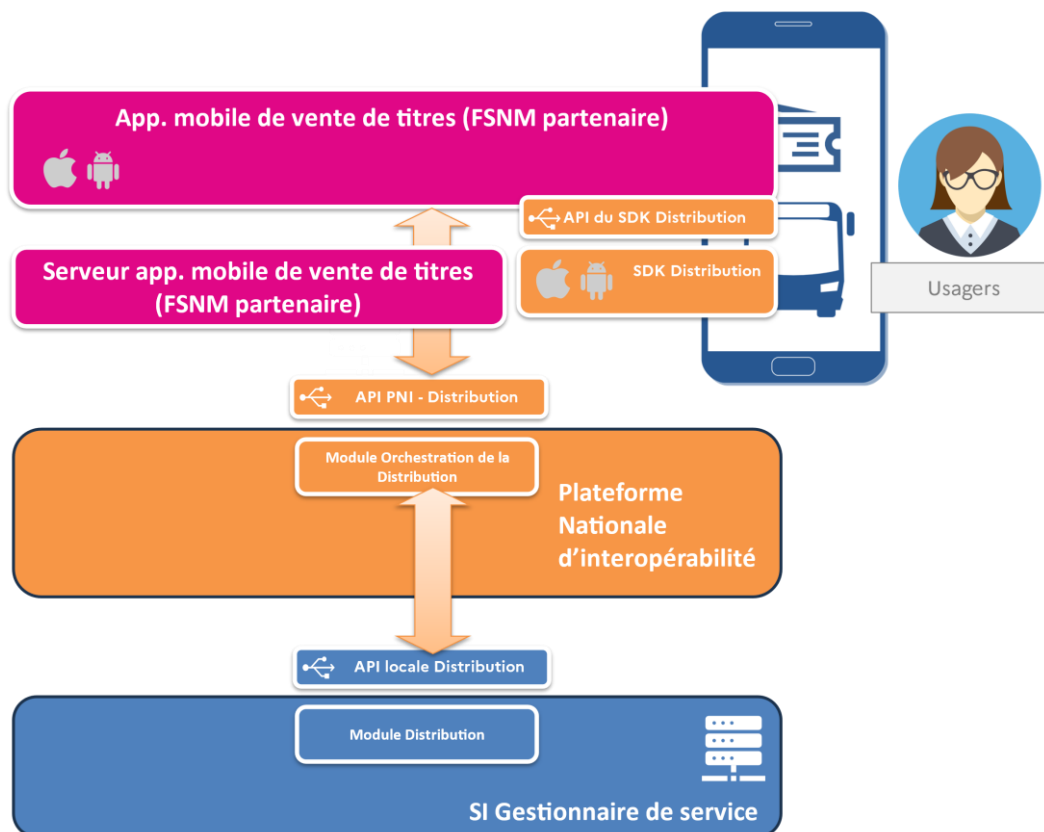 App. mobile de vente de titres (FSNM partenaire)
API du SDK Distribution
Serveur app. mobile de vente de titres
(FSNM partenaire)
SDK Distribution
Usagers
API PNI - Distribution
Module Orchestration de la
Distribution
Plateforme
Nationale
d'interopérabilité
API locale Distribution
Module Distribution
SI Gestionnaire de service